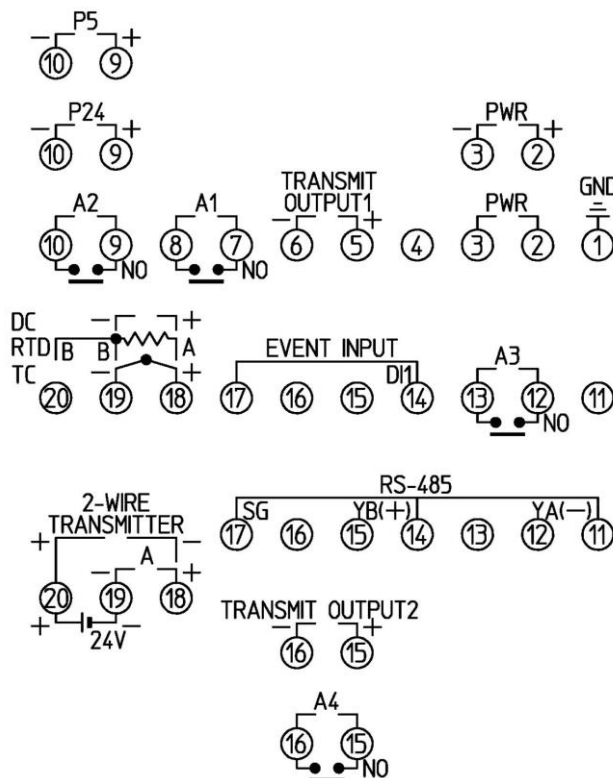 P5
− +
10 9
P24 PWR
− + − +
10 9 3 2
A2 A1 TRANSMIT OUTPUT1 PWR GND
− +
10 9 8 7 6 5 4 3 2 1
NO NO
DC − +
RTD B B A EVENT INPUT A3
TC − + DI1
20 19 18 17 16 15 14 13 12 11
NO
2-WIRE TRANSMITTER RS-485
+ − SG YB(+) YA(−)
17 16 15 14 13 12 11
− A +
20 19 18
+ 24V −
TRANSMIT OUTPUT2
− +
16 15
A4
16 15
NO